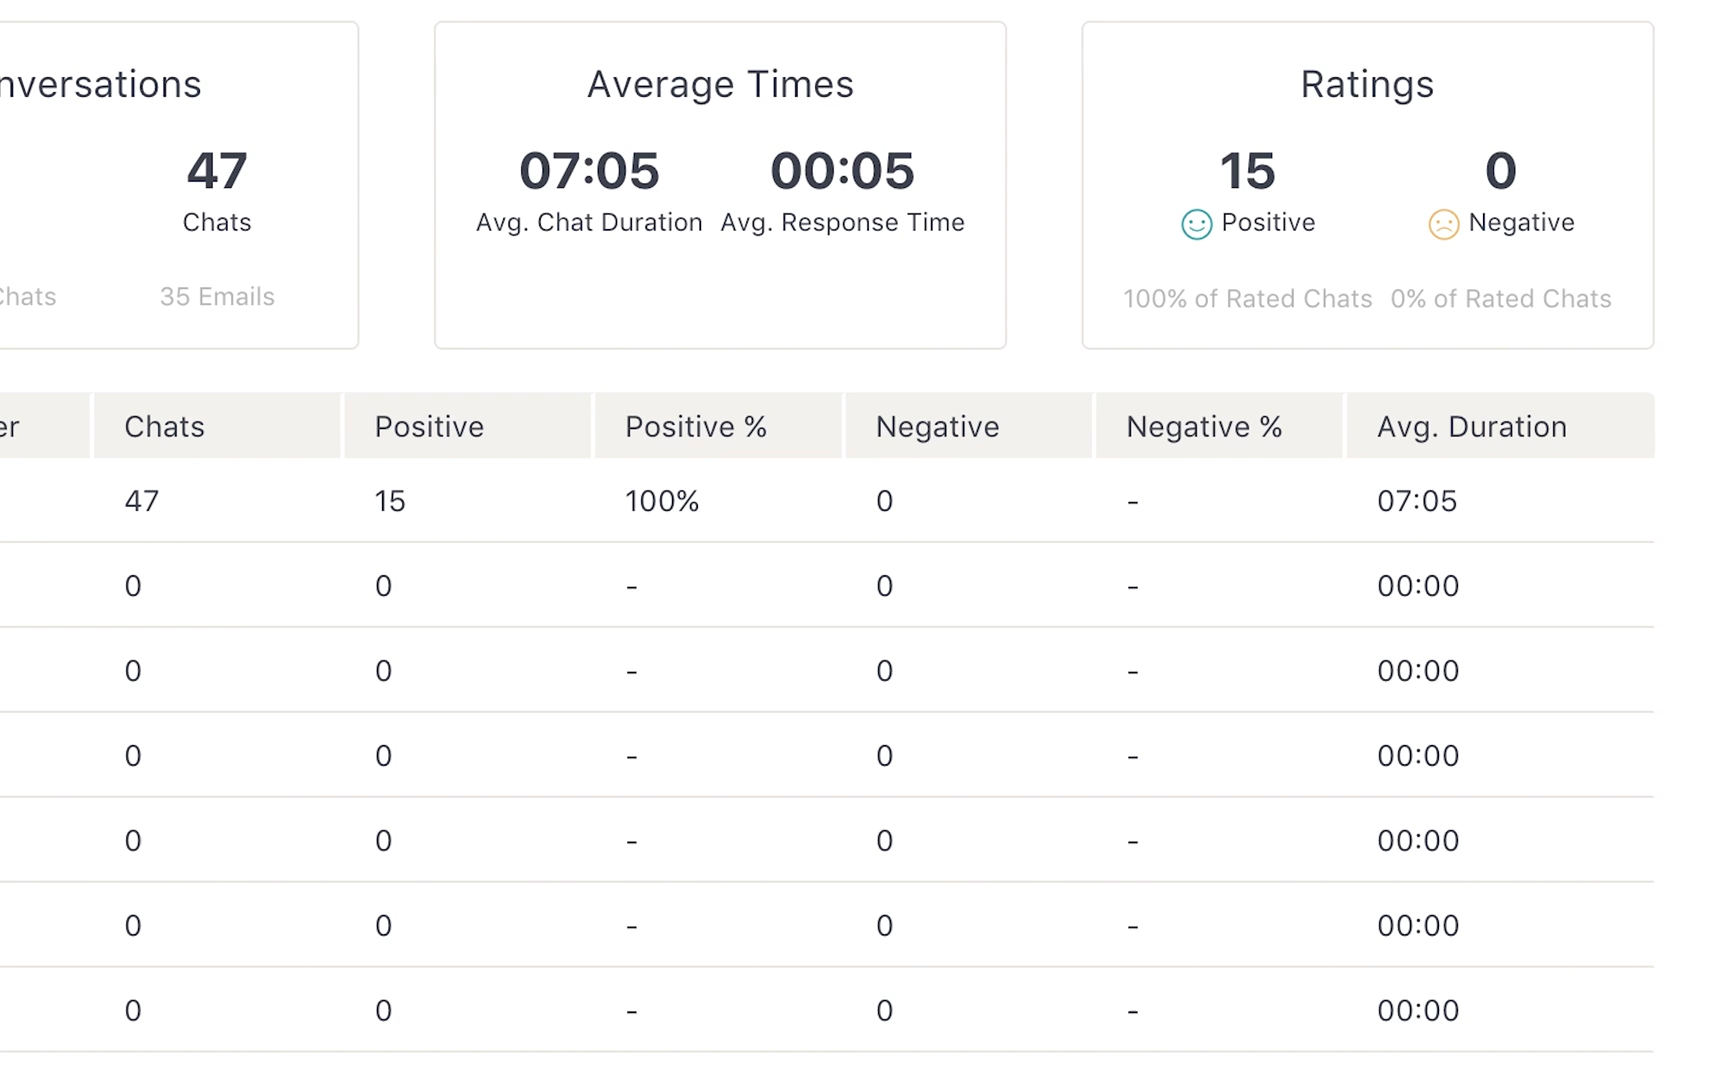 nversations
47
Chats
Chats
35 Emails
Average Times
07:05 00:05
Avg. Chat Duration Avg. Response Time
Ratings
15 0
Positive Negative
100% of Rated Chats 0% of Rated Chats
er Chats Positive Positive % Negative Negative % Avg. Duration
47 15 100% 0 - 07:05
0 0 - 0 - 00:00
0 0 - 0 - 00:00
0 0 - 0 - 00:00
0 0 - 0 - 00:00
0 0 - 0 - 00:00
0 0 - 0 - 00:00